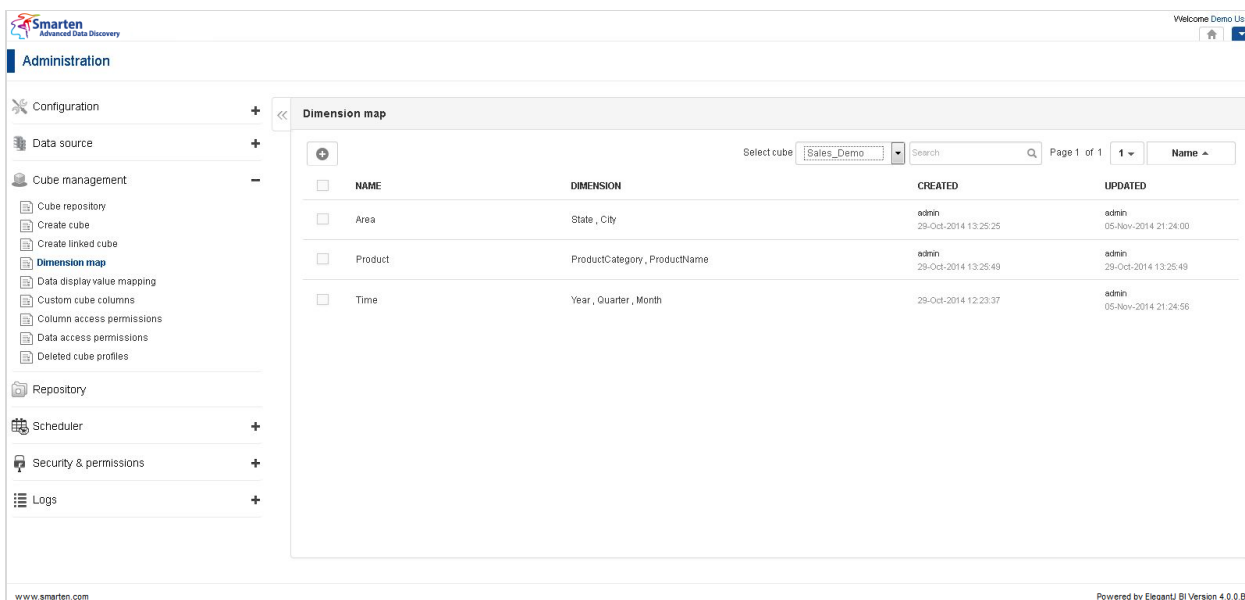 Smarten
Advanced Data Discovery
Welcome Demo Us
Administration
Configuration
Data source
Cube management
Cube repository
Create cube
Create linked cube
Dimension map
Data display value mapping
Custom cube columns
Column access permissions
Data access permissions
Deleted cube profiles
Repository
Scheduler
Security & permissions
Logs
Dimension map
Select cube Sales_Demo Search Page 1 of 1 1 Name
NAME DIMENSION CREATED UPDATED
Area State , City admin 29-Oct-2014 13:25:25 admin 05-Nov-2014 21:24:00
Product ProductCategory , ProductName admin 29-Oct-2014 13:25:49 admin 29-Oct-2014 13:25:49
Time Year , Quarter , Month 29-Oct-2014 12:23:37 admin 05-Nov-2014 21:24:56
www.smarten.com
Powered by ElegantJ BI Version 4.0.0.B